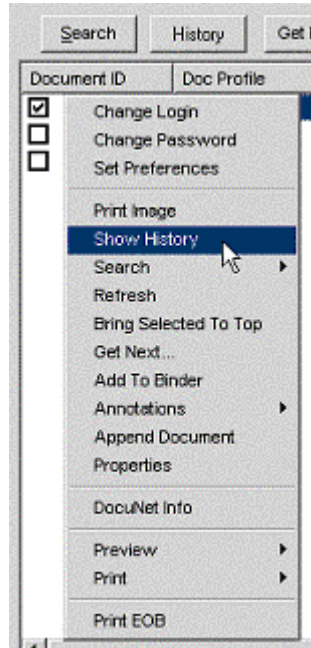 Search History Get
Document ID Doc Profile
Change Login
Change Password
Set Preferences
Print Image
Show History
Search
Refresh
Bring Selected To Top
Get Next...
Add To Binder
Annotations
Append Document
Properties
DocuNet Info
Preview
Print
Print EOB